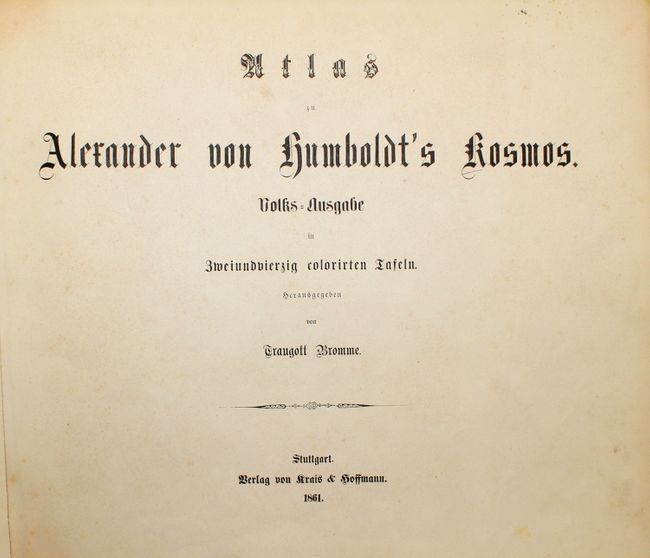 Atlas
zu
Alexander von Humboldt's Kosmos.
Volks-Ausgabe
in
Zweiundvierzig colorirten Tafeln.
Herausgegeben
von
Traugott Bromme.
Stuttgart.
Verlag von Krais & Hoffmann.
1861.